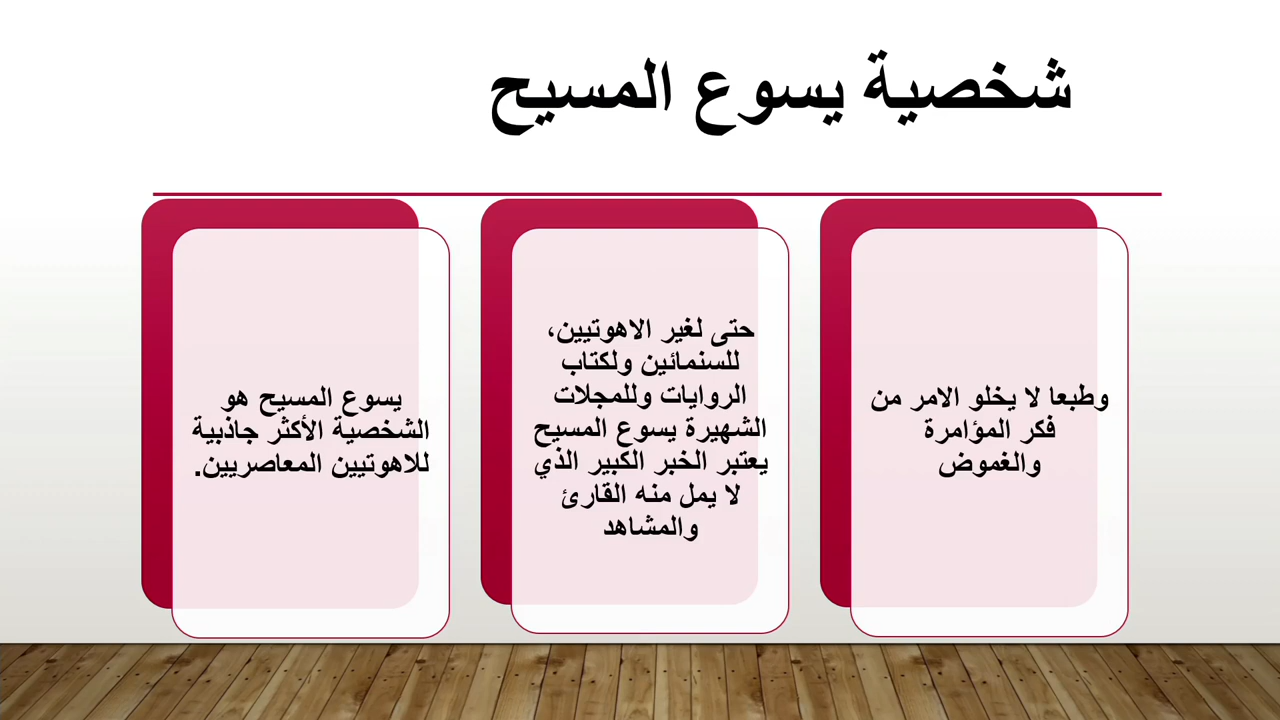 شخصية يسوع المسيح
يسوع المسيح هو
الشخصية الأكثر جاذبية
للاهوتيين المعاصريين.
حتى لغير الاهوتيين،
للسنمائين ولكتاب
الروايات وللمجلات
الشهيرة يسوع المسيح
يعتبر الخبر الكبير الذي
لا يمل منه القارئ
والمشاهد
وطبعا لا يخلو الامر من
فكر المؤامرة
والغموض